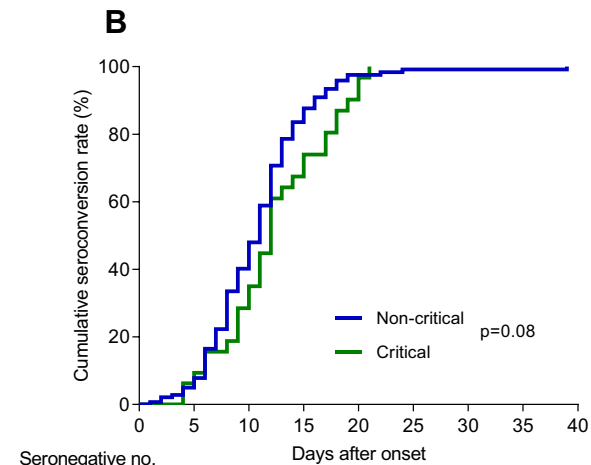 B
Cumulative seroconversion rate (%)
100
80
60
40
20
0
Non-critical
Critical
p=0.08
0 5 10 15 20 25 30 35 40
Days after onset
Seronegative no.